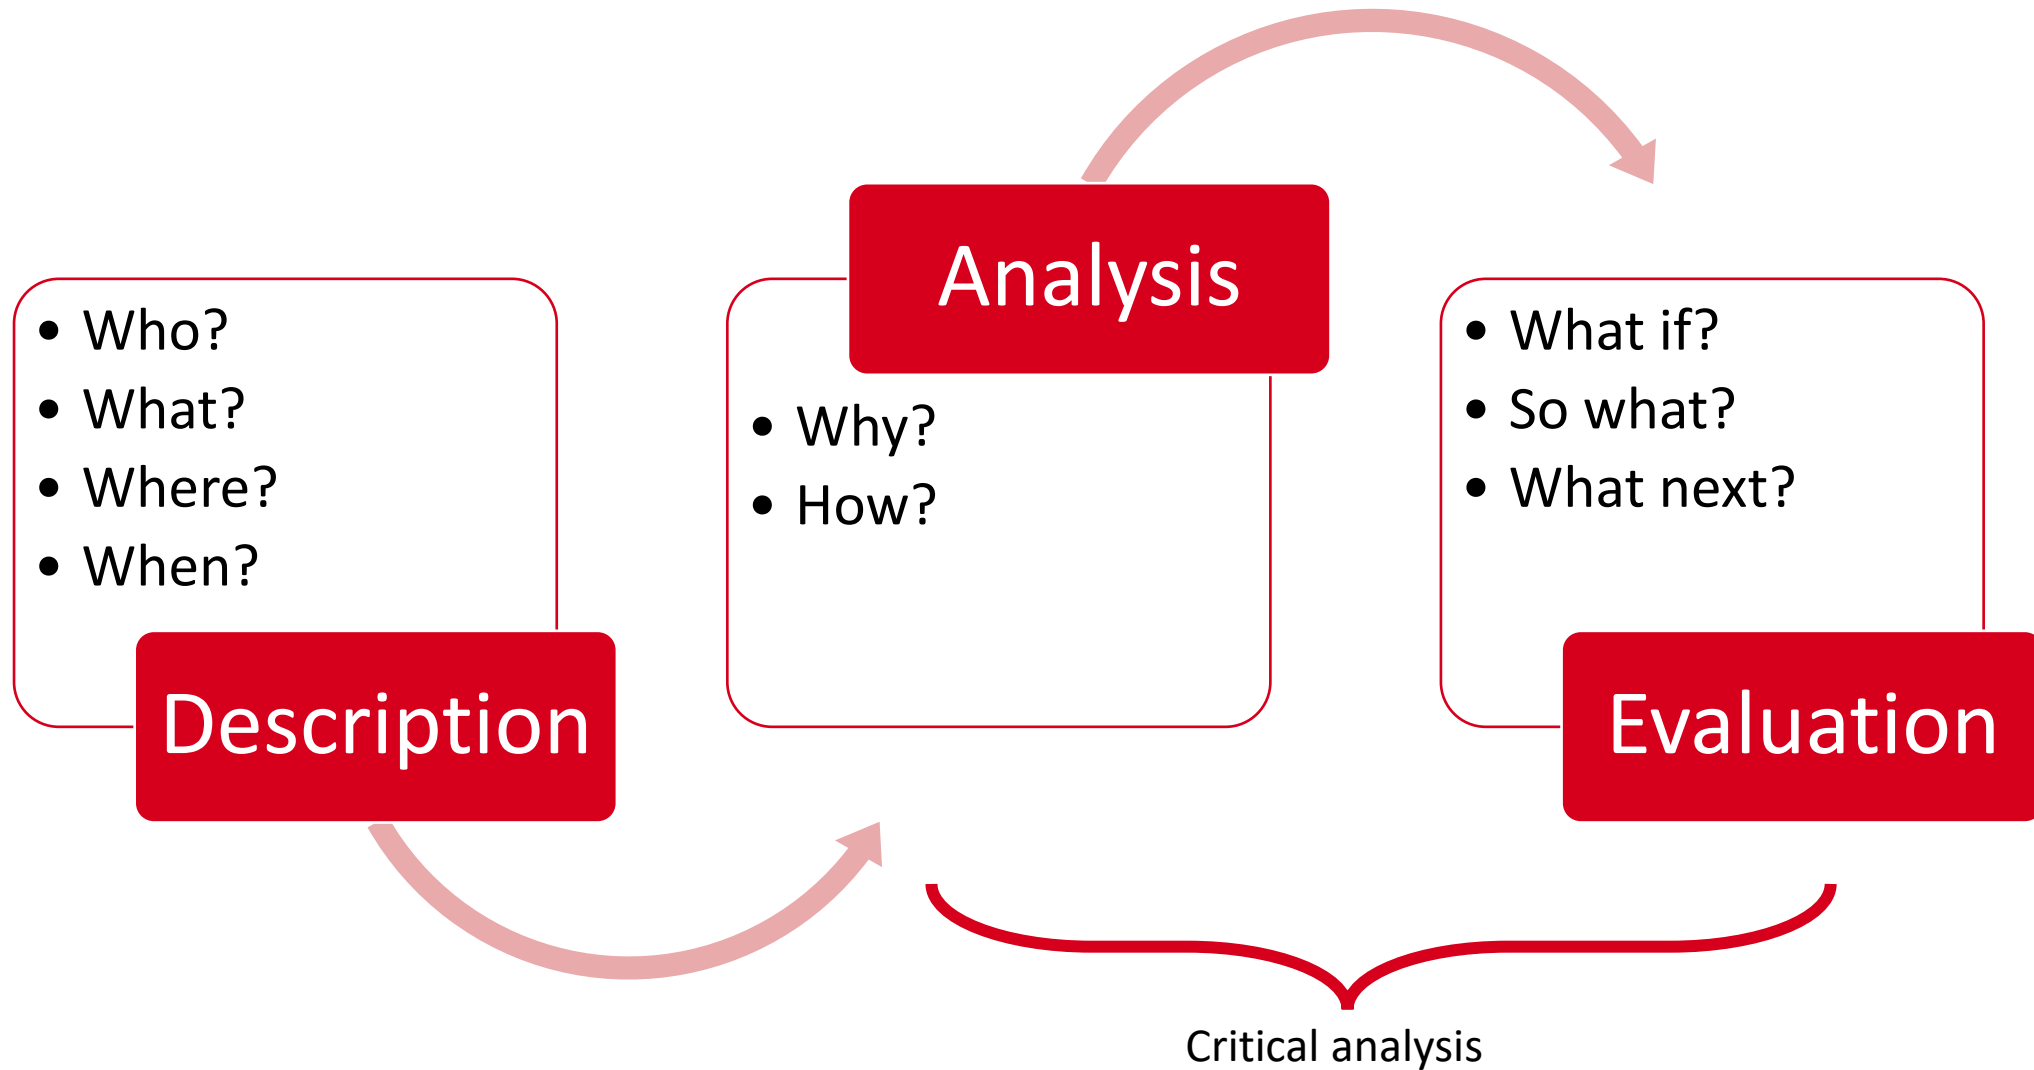 • Who?
• What?
• Where?
• When?
Description
Analysis
• Why?
• How?
• What if?
• So what?
• What next?
Evaluation
Critical analysis